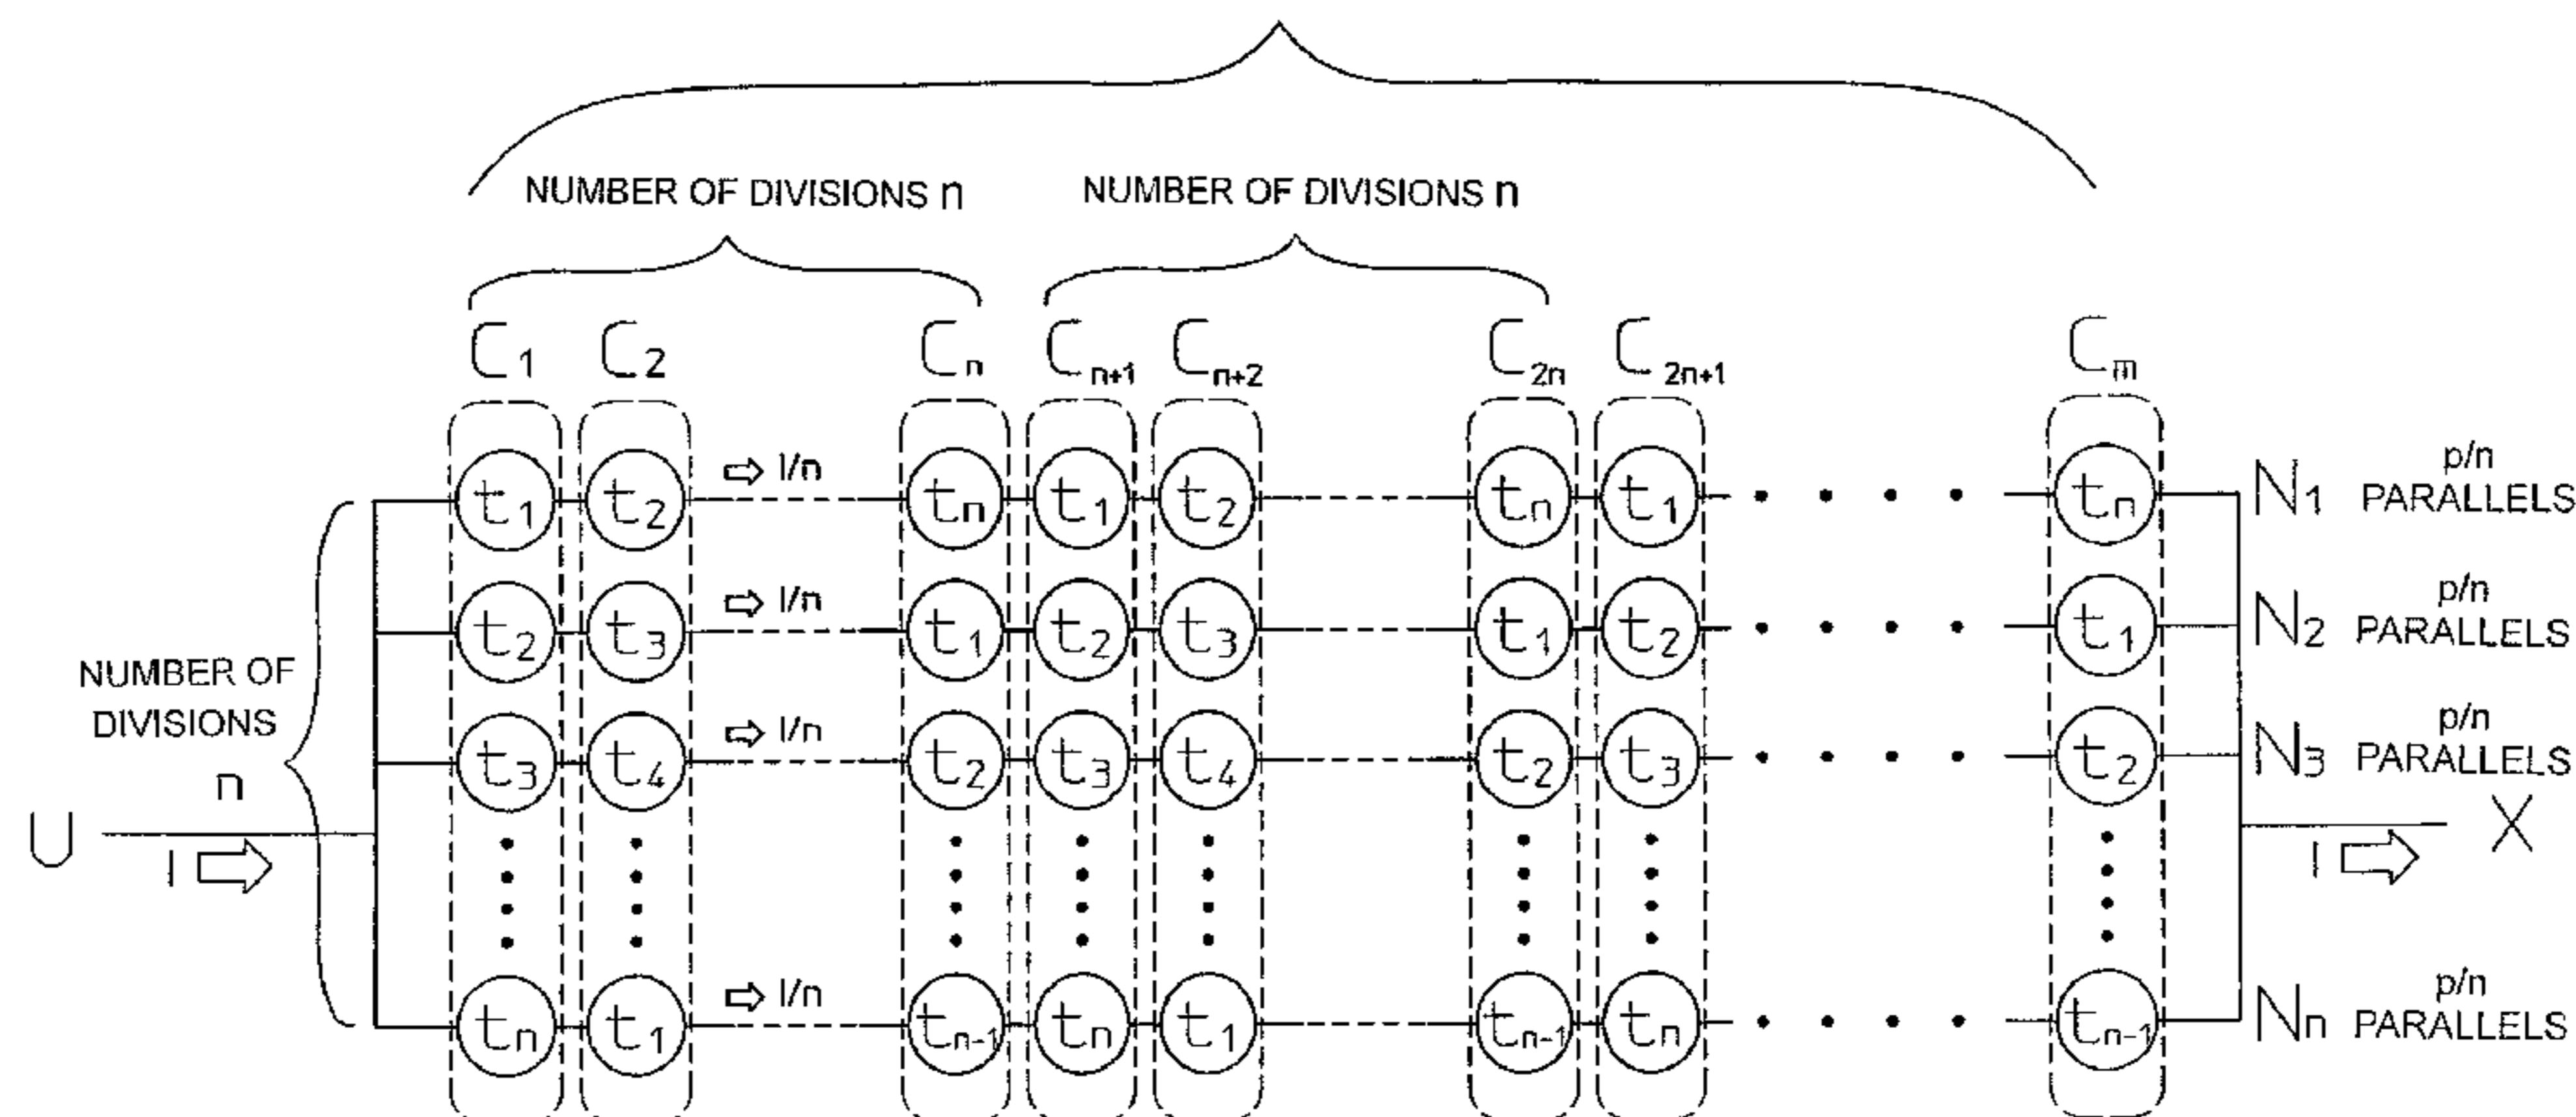 NUMBER OF DIVISIONS n NUMBER OF DIVISIONS n
C1 C2 Cn Cn+1 Cn+2 C2n C2n+1 Cm
t1 t2 I/n tn t1 t2 tn t1 tn N1 p/n PARALLELS
t2 t3 I/n t1 t2 t3 t1 t2 t1 N2 p/n PARALLELS
t3 t4 I/n t2 t3 t4 t2 t3 t2 N3 p/n PARALLELS
NUMBER OF
DIVISIONS
n
U I I X
tn t1 I/n tn-1 tn t1 tn-1 tn tn-1 Nn p/n PARALLELS